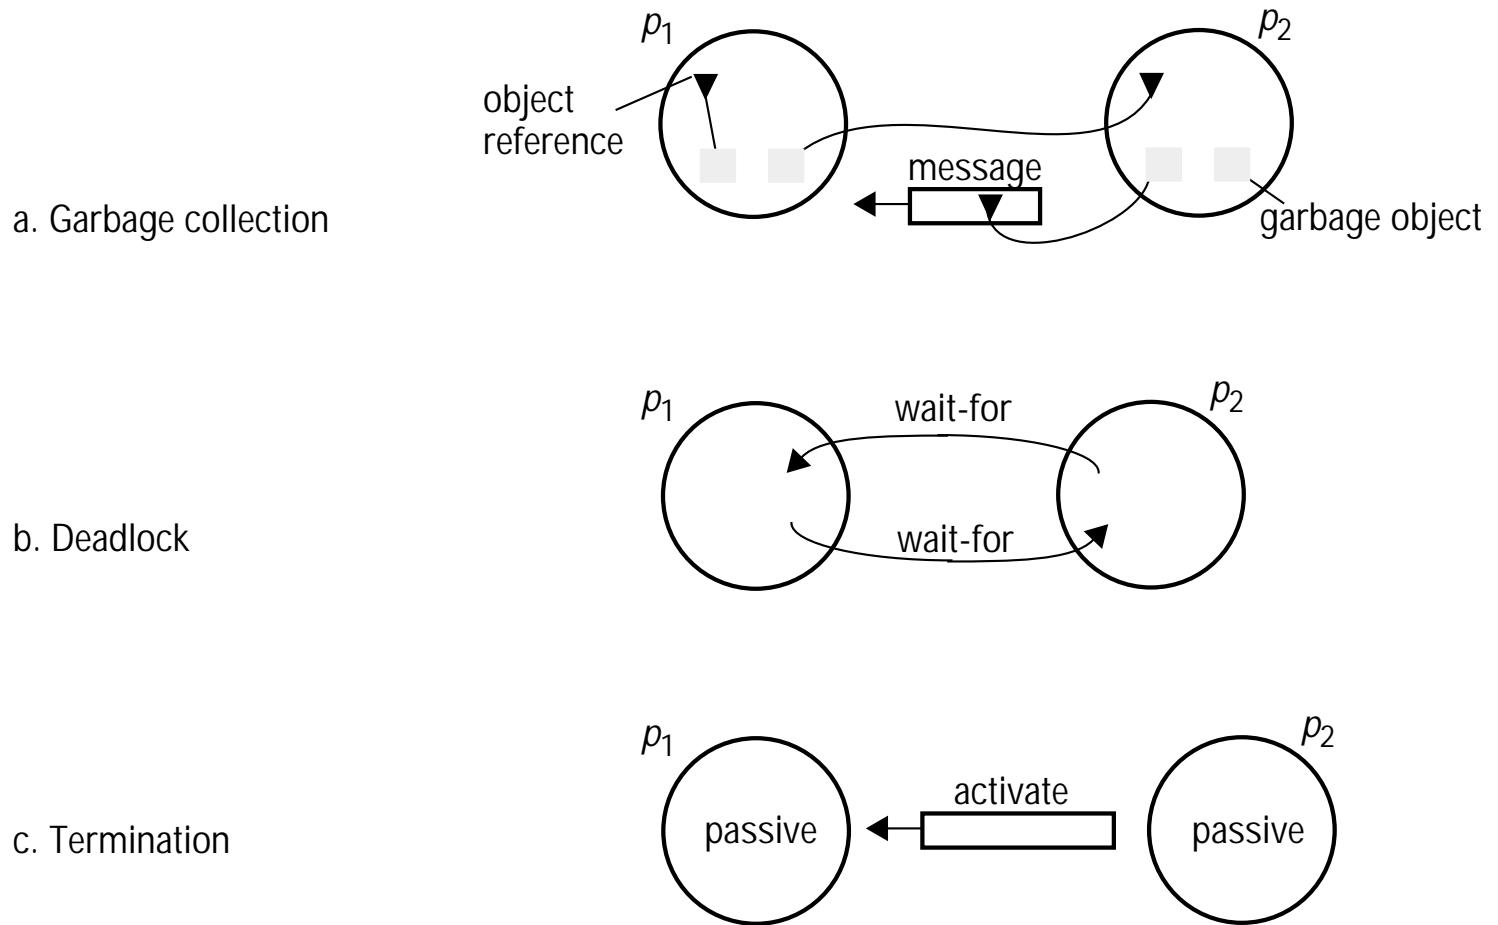 p1
p2
object
reference
message
garbage object
a. Garbage collection
p1
p2
wait-for
wait-for
b. Deadlock
p1
p2
activate
passive
passive
c. Termination